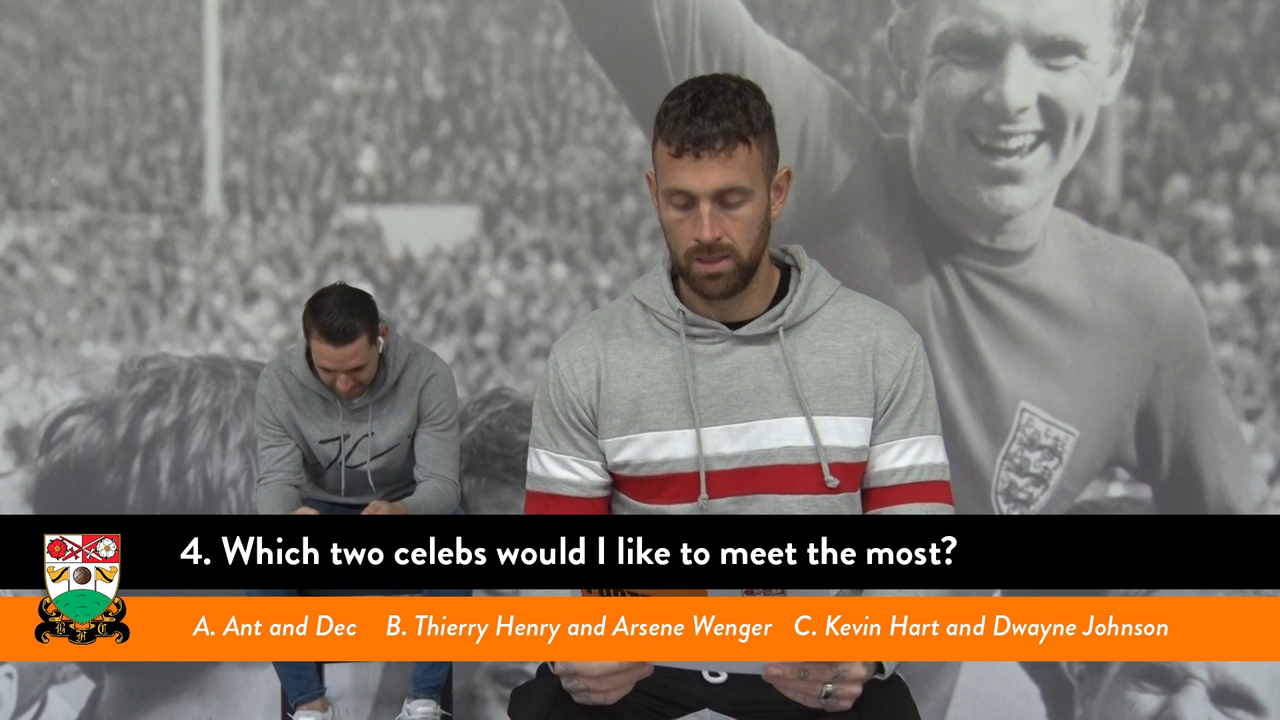 JC
4. Which two celebs would I like to meet the most?
A. Ant and Dec B. Thierry Henry and Arsene Wenger C. Kevin Hart and Dwayne Johnson
B F C